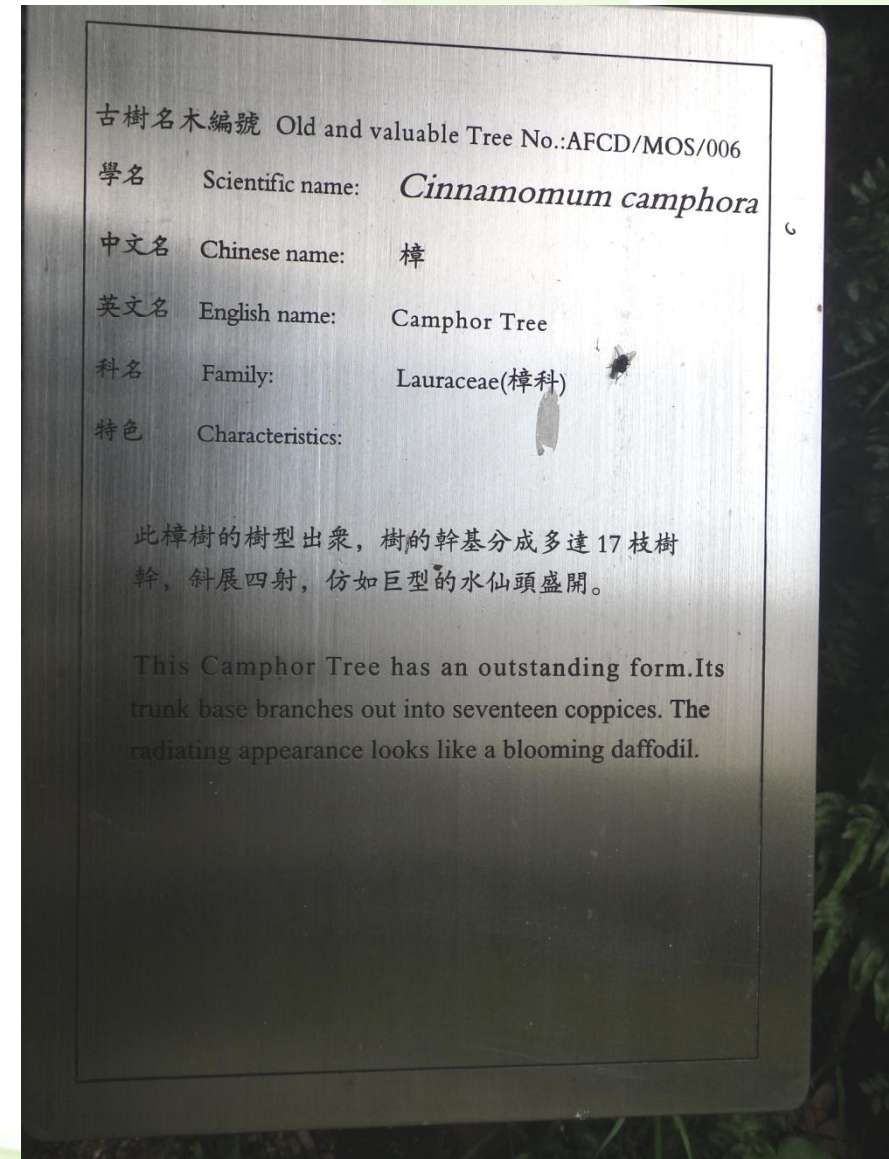 古樹名木編號 Old and valuable Tree No.:AFCD/MOS/006
學名 Scientific name: Cinnamomum camphora
中文名 Chinese name: 樟
英文名 English name: Camphor Tree
科名 Family: Lauraceae(樟科)
特色 Characteristics:
此樟樹的樹型出衆，樹的幹基分成多達 17 枝樹
幹，斜展四射，仿如巨型的水仙頭盛開。
This Camphor Tree has an outstanding form.Its
trunk base branches out into seventeen coppices. The
radiating appearance looks like a blooming daffodil.